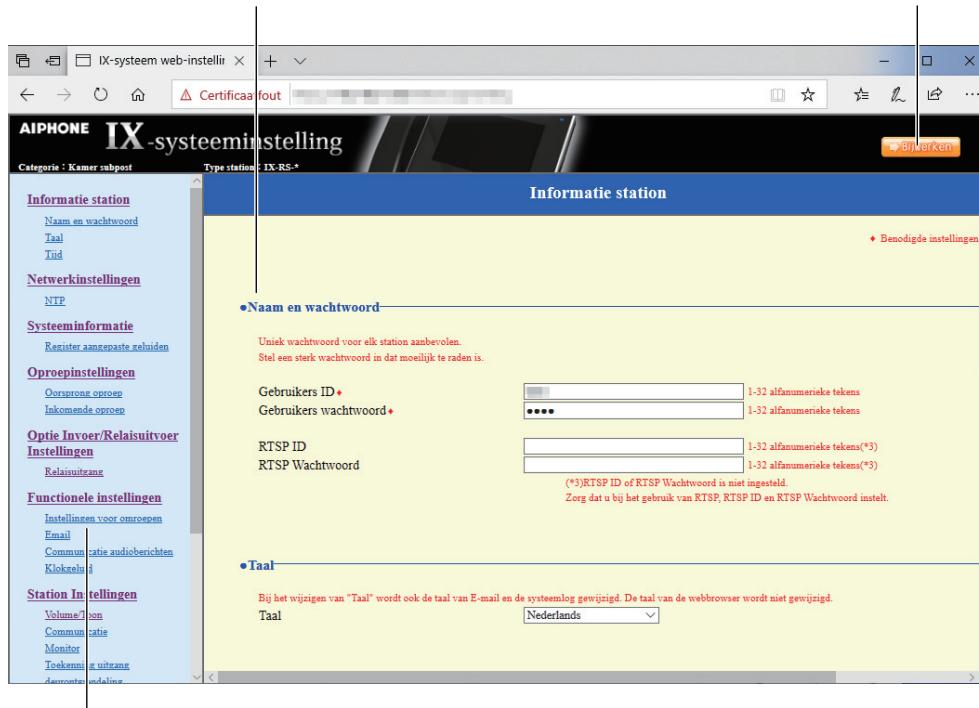 IX-systeem web-instellir
Certificaatfout
AIPHONE IX-systeeminstelling
Bijwerken
Categorie : Kamer subpost
Type station : IX-RS-*
Informatie station
Naam en wachtwoord
Taal
Tijd
Netwerkinstellingen
NTP
Systeeminformatie
Register aangepaste geluiden
Oproepinstellingen
Oorsprong oproep
Inkomende oproep
Optie Invoer/Relaisuitvoer
Instellingen
Relaisuitgang
Functionele instellingen
Instellingen voor omroepen
Email
Communicatie audioberichten
Klokgeluid
Station Instellingen
Volume/Toon
Communicatie
Monitor
Toekenning uitgang
deurontgrendeling
Informatie station
♦ Benodigde instellingen
●Naam en wachtwoord
Uniek wachtwoord voor elk station aanbevolen.
Stel een sterk wachtwoord in dat moeilijk te raden is.
Gebruikers ID♦
1-32 alfanumerieke tekens
Gebruikers wachtwoord♦
●●●●
1-32 alfanumerieke tekens
RTSP ID
1-32 alfanumerieke tekens(*3)
RTSP Wachtwoord
1-32 alfanumerieke tekens(*3)
(*3)RTSP ID of RTSP Wachtwoord is niet ingesteld.
Zorg dat u bij het gebruik van RTSP, RTSP ID en RTSP Wachtwoord instelt.
●Taal
Bij het wijzigen van "Taal" wordt ook de taal van E-mail en de systeemlog gewijzigd. De taal van de webbrowser wordt niet gewijzigd.
Taal
Nederlands